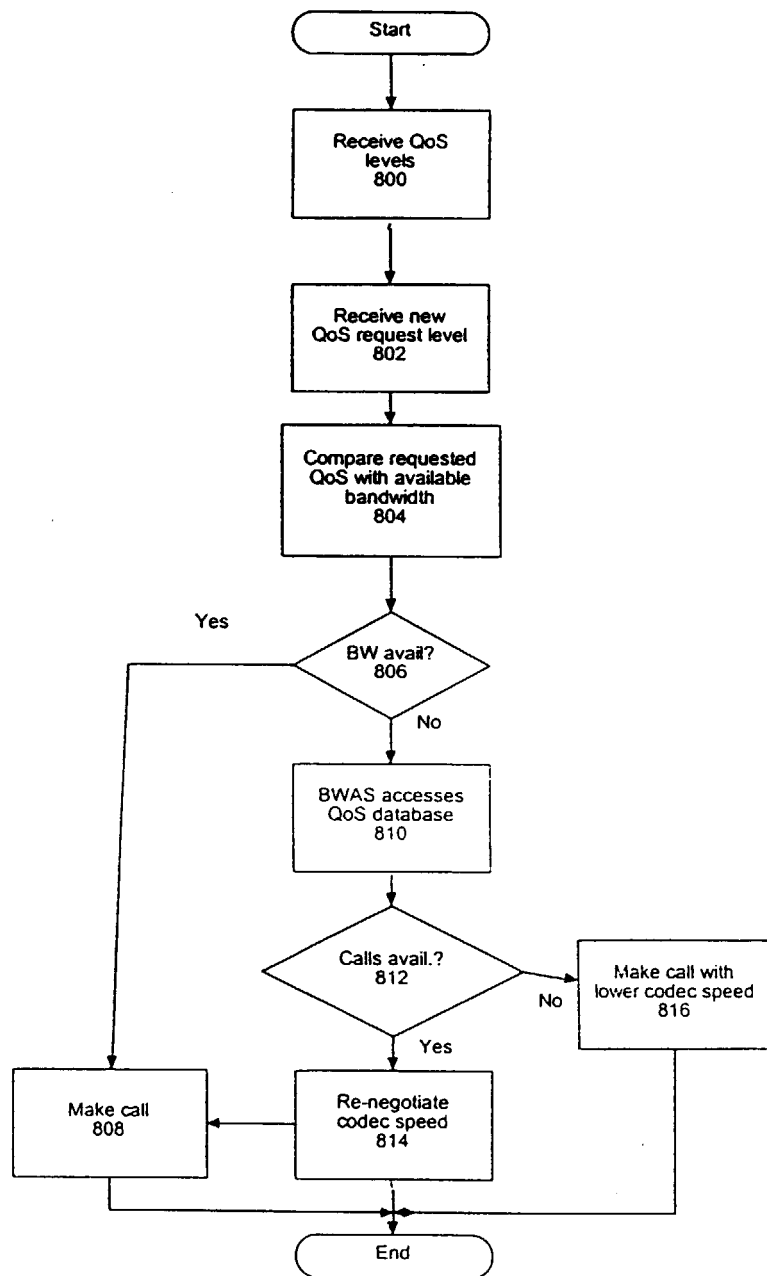 Start
Receive QoS
levels
800
Receive new
QoS request level
802
Compare requested
QoS with available
bandwidth
804
Yes
BW avail?
806
No
BWAS accesses
QoS database
810
Calls avail.?
812
No
Make call with
lower codec speed
816
Yes
Make call
808
Re-negotiate
codec speed
814
End